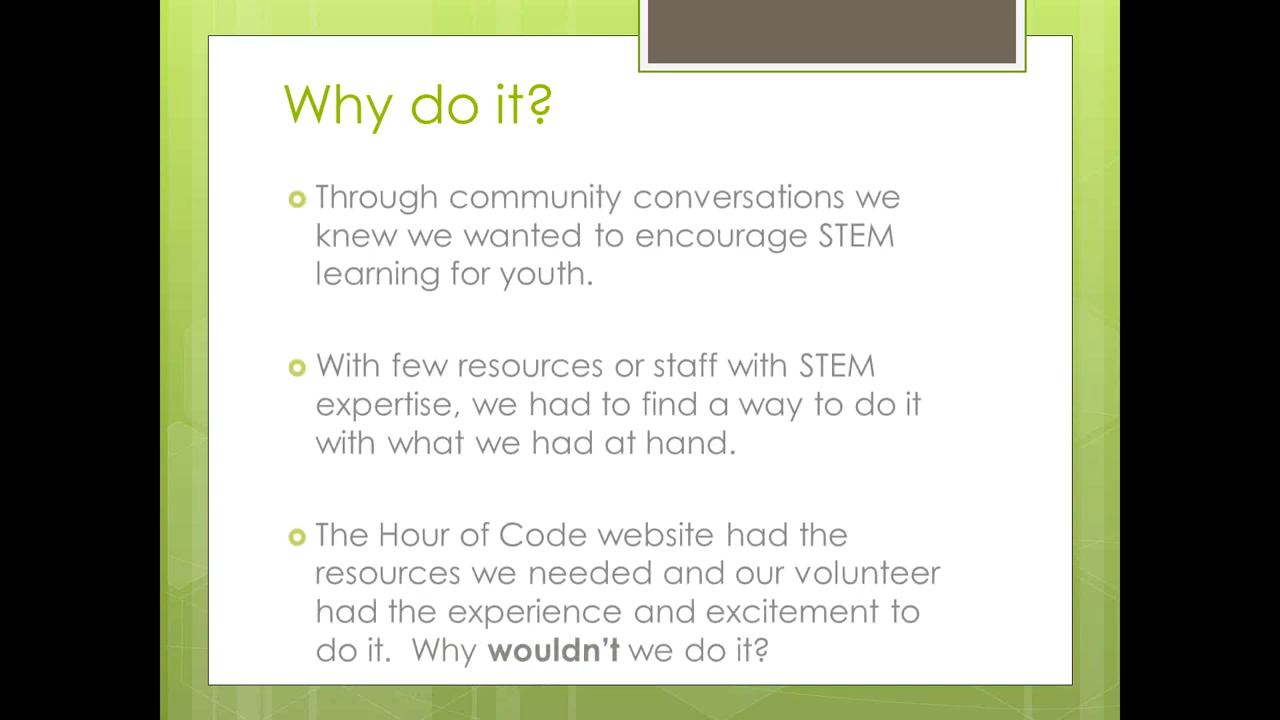 Why do it?
Through community conversations we
knew we wanted to encourage STEM
learning for youth.
With few resources or staff with STEM
expertise, we had to find a way to do it
with what we had at hand.
The Hour of Code website had the
resources we needed and our volunteer
had the experience and excitement to
do it.  Why wouldn’t we do it?